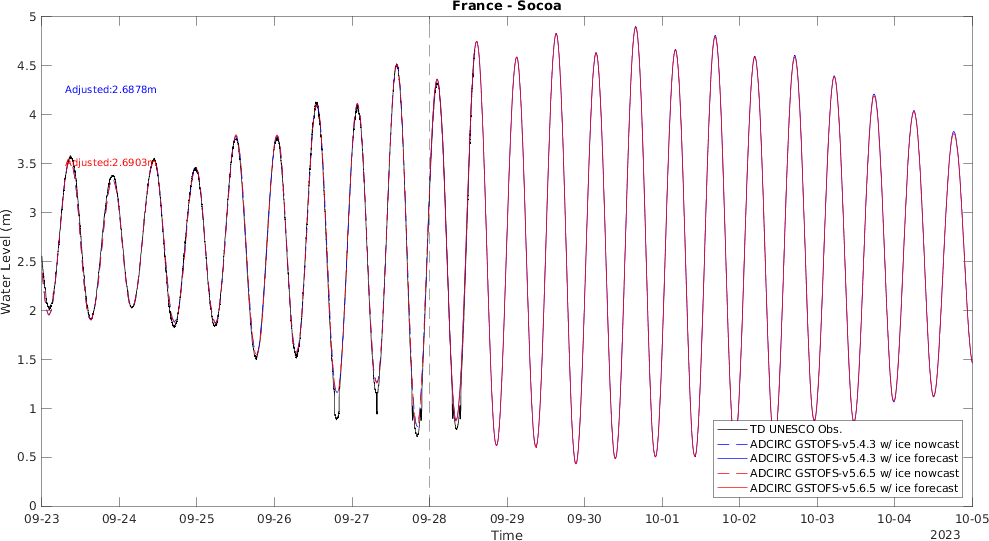 France - Socoa
5
4.5
4
3.5
3
2.5
2
1.5
1
0.5
0
Water Level (m)
Adjusted:2.6878m
Adjusted:2.6903m
TD UNESCO Obs.
ADCIRC GSTOFS-v5.4.3 w/ ice nowcast
ADCIRC GSTOFS-v5.4.3 w/ ice forecast
ADCIRC GSTOFS-v5.6.5 w/ ice nowcast
ADCIRC GSTOFS-v5.6.5 w/ ice forecast
09-23 09-24 09-25 09-26 09-27 09-28 09-29 09-30 10-01 10-02 10-03 10-04 10-05
Time
2023